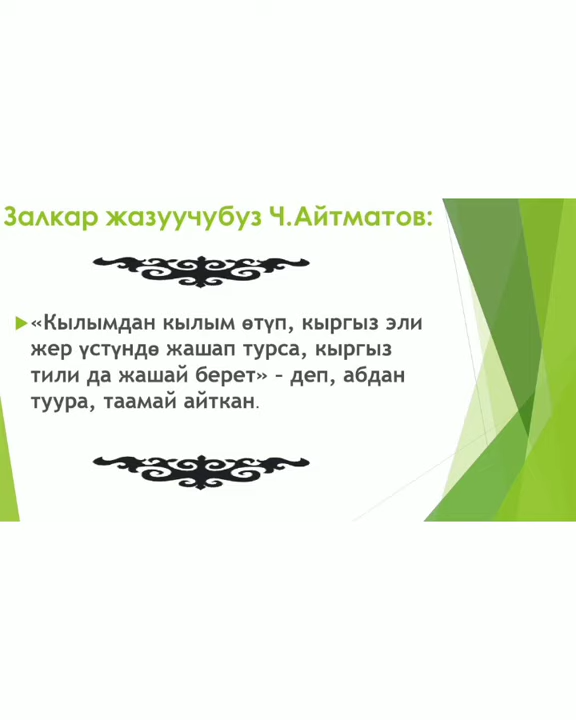 Залкар жазуучубуз Ч.Айтматов:
«Кылымдан кылым өтүп, кыргыз эли
жер үстүндө жашап турса, кыргыз
тили да жашай берет» – деп, абдан
туура, таамай айткан.